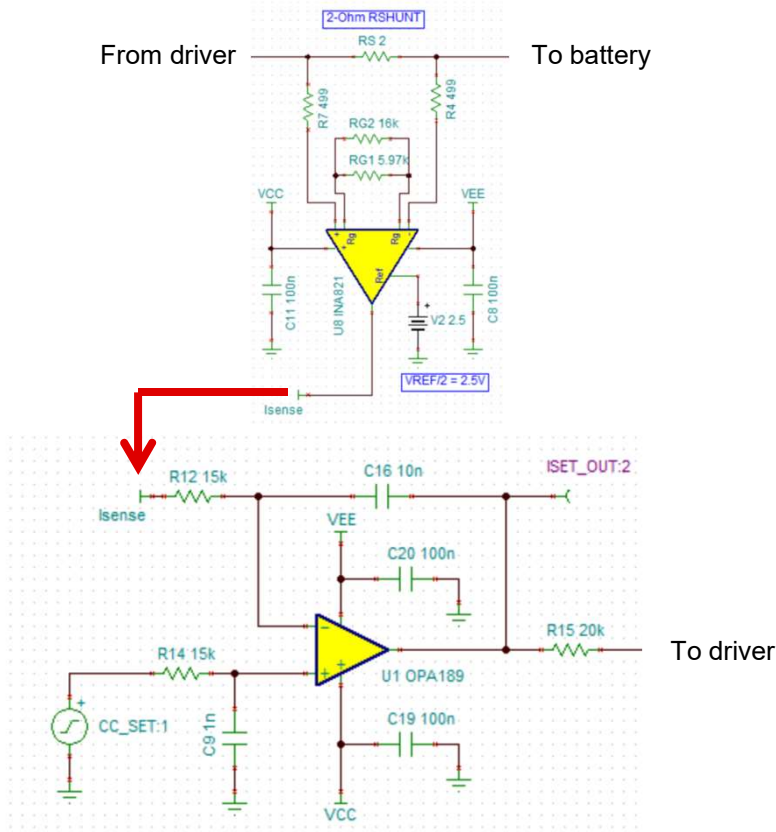 2-Ohm RSHUNT
From driver
RS 2
To battery
R7 499
R4 499
RG2 16k
RG1 5.97k
VCC
VEE
+
Rg
Rg
-
+
Ref
C11 100n
U8 INA821
+
V2 2.5
C8 100n
VREF/2 = 2.5V
Isense
R12 15k
C16 10n
ISET_OUT:2
Isense
VEE
C20 100n
R15 20k
R14 15k
−
+
+
U1 OPA189
To driver
+
CC_SET:1
C9 1n
C19 100n
VCC